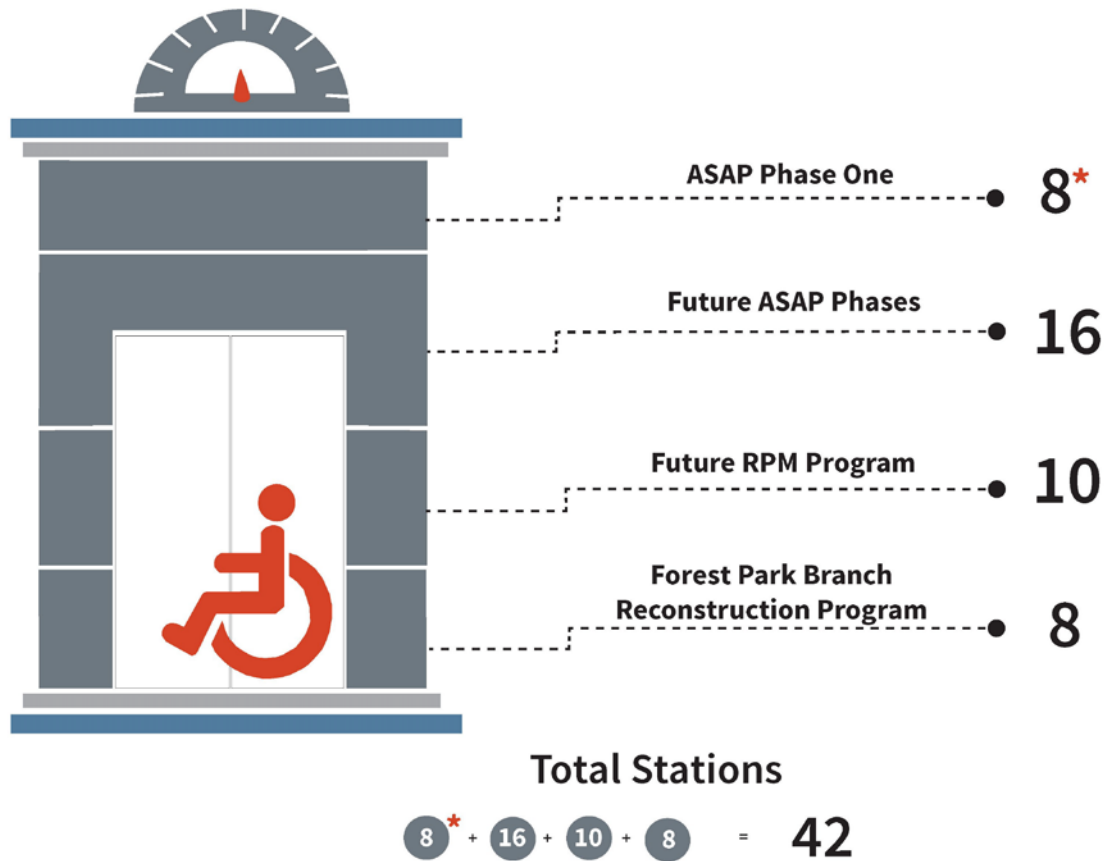 ASAP Phase One
8*
Future ASAP Phases
16
Future RPM Program
10
Forest Park Branch
Reconstruction Program
8
Total Stations
8* + 16 + 10 + 8 = 42